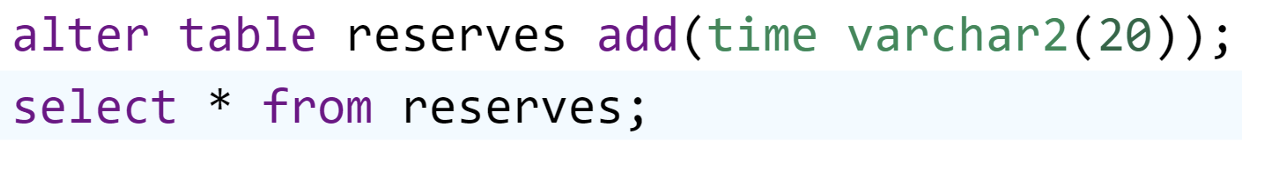 alter table reserves add(time varchar2(20));
select * from reserves;